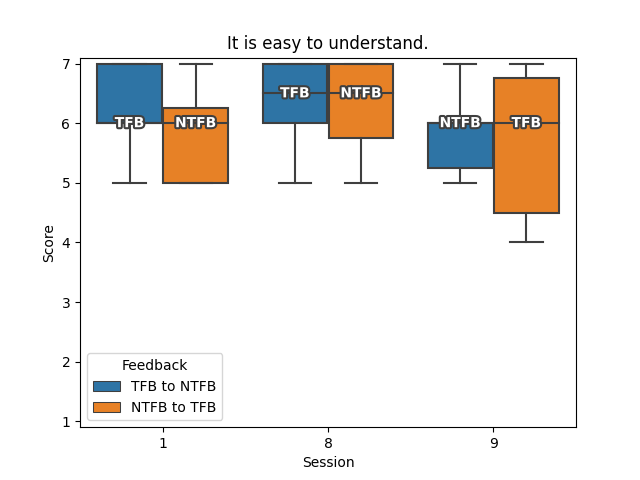 It is easy to understand.
7
6
5
4
3
2
1
Score
TFB
NTFB
TFB
NTFB
NTFB
TFB
Feedback
TFB to NTFB
NTFB to TFB
1
8
9
Session